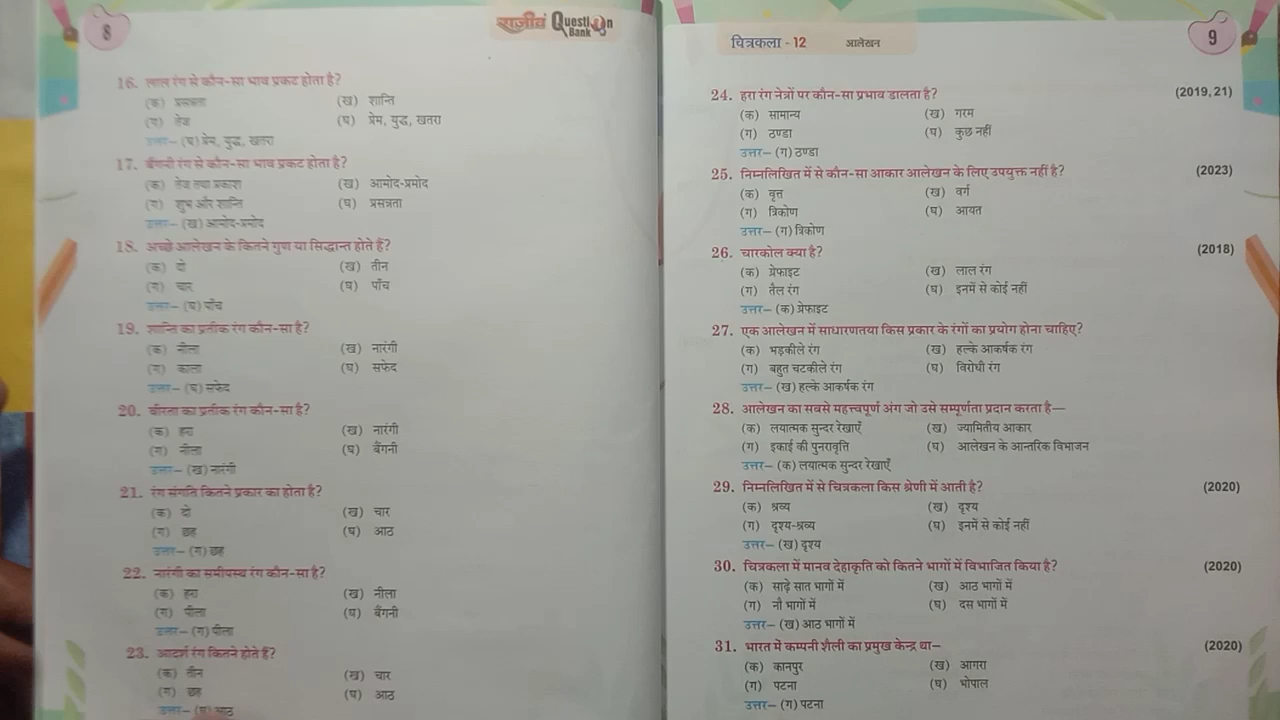 8
राजीव Question Bank
16. लाल रंग से कौन-सा भाव प्रकट होता है?
(क) प्रसन्नता (ख) शान्ति
(ग) तेज (घ) प्रेम, युद्ध, खतरा
उत्तर– (घ) प्रेम, युद्ध, खतरा
17. बैंगनी रंग से कौन-सा भाव प्रकट होता है?
(क) तेज तथा प्रकाश (ख) आमोद-प्रमोद
(ग) शुभ और शान्ति (घ) प्रसन्नता
उत्तर– (ख) आमोद-प्रमोद
18. अच्छे आलेखन के कितने गुण या सिद्धान्त होते हैं?
(क) दो (ख) तीन
(ग) चार (घ) पाँच
उत्तर– (घ) पाँच
19. शान्ति का प्रतीक रंग कौन-सा है?
(क) नीला (ख) नारंगी
(ग) काला (घ) सफेद
उत्तर– (घ) सफेद
20. वीरता का प्रतीक रंग कौन-सा है?
(क) हरा (ख) नारंगी
(ग) नीला (घ) बैंगनी
उत्तर– (ख) नारंगी
21. रंग संगति कितने प्रकार का होता है?
(क) दो (ख) चार
(ग) छह (घ) आठ
उत्तर– (ग) छह
22. नारंगी का समीपस्थ रंग कौन-सा है?
(क) हरा (ख) नीला
(ग) पीला (घ) बैंगनी
उत्तर– (ग) पीला
23. आदर्श रंग कितने होते हैं?
(क) तीन (ख) चार
(ग) छह (घ) आठ
उत्तर– (घ) आठ
चित्रकला - 12 आलेखन
9
24. हरा रंग नेत्रों पर कौन-सा प्रभाव डालता है? (2019, 21)
(क) सामान्य (ख) गरम
(ग) ठण्डा (घ) कुछ नहीं
उत्तर– (ग) ठण्डा
25. निम्नलिखित में से कौन-सा आकार आलेखन के लिए उपयुक्त नहीं है? (2023)
(क) वृत्त (ख) वर्ग
(ग) त्रिकोण (घ) आयत
उत्तर– (ग) त्रिकोण
26. चारकोल क्या है? (2018)
(क) ग्रेफाइट (ख) लाल रंग
(ग) तैल रंग (घ) इनमें से कोई नहीं
उत्तर– (क) ग्रेफाइट
27. एक आलेखन में साधारणतया किस प्रकार के रंगों का प्रयोग होना चाहिए?
(क) भड़कीले रंग (ख) हल्के आकर्षक रंग
(ग) बहुत चटकीले रंग (घ) विरोधी रंग
उत्तर– (ख) हल्के आकर्षक रंग
28. आलेखन का सबसे महत्त्वपूर्ण अंग जो उसे सम्पूर्णता प्रदान करता है—
(क) लयात्मक सुन्दर रेखाएँ (ख) ज्यामितीय आकार
(ग) इकाई की पुनरावृति (घ) आलेखन के आन्तरिक विभाजन
उत्तर– (क) लयात्मक सुन्दर रेखाएँ
29. निम्नलिखित में से चित्रकला किस श्रेणी में आती है? (2020)
(क) श्रव्य (ख) दृश्य
(ग) दृश्य-श्रव्य (घ) इनमें से कोई नहीं
उत्तर– (ख) दृश्य
30. चित्रकला में मानव देहाकृति को कितने भागों में विभाजित किया है? (2020)
(क) साढ़े सात भागों में (ख) आठ भागों में
(ग) नौ भागों में (घ) दस भागों में
उत्तर– (ख) आठ भागों में
31. भारत में कम्पनी शैली का प्रमुख केन्द्र था– (2020)
(क) कानपुर (ख) आगरा
(ग) पटना (घ) भोपाल
उत्तर– (ग) पटना